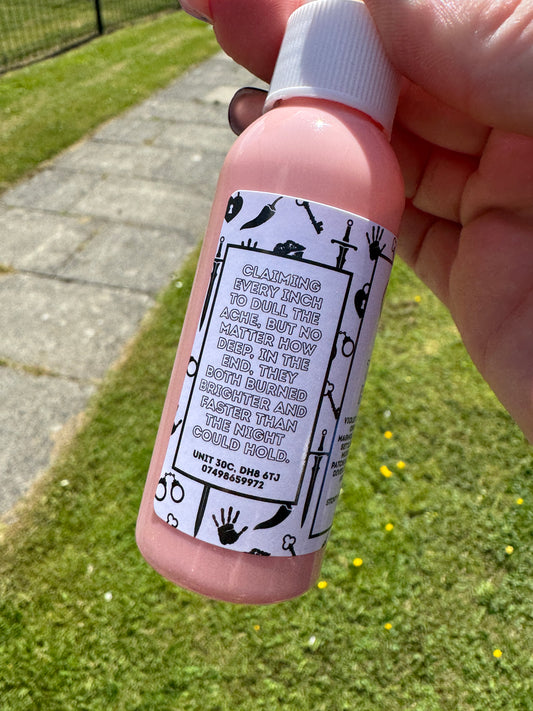 CLAIMING
EVERY INCH
TO DULL THE
ACHE, BUT NO
MATTER HOW
DEEP, IN THE
END, THEY
BOTH BURNED
BRIGHTER AND
FASTER THAN
THE NIGHT
COULD HOLD.
UNIT 30C, DH8 6TJ
07498659972